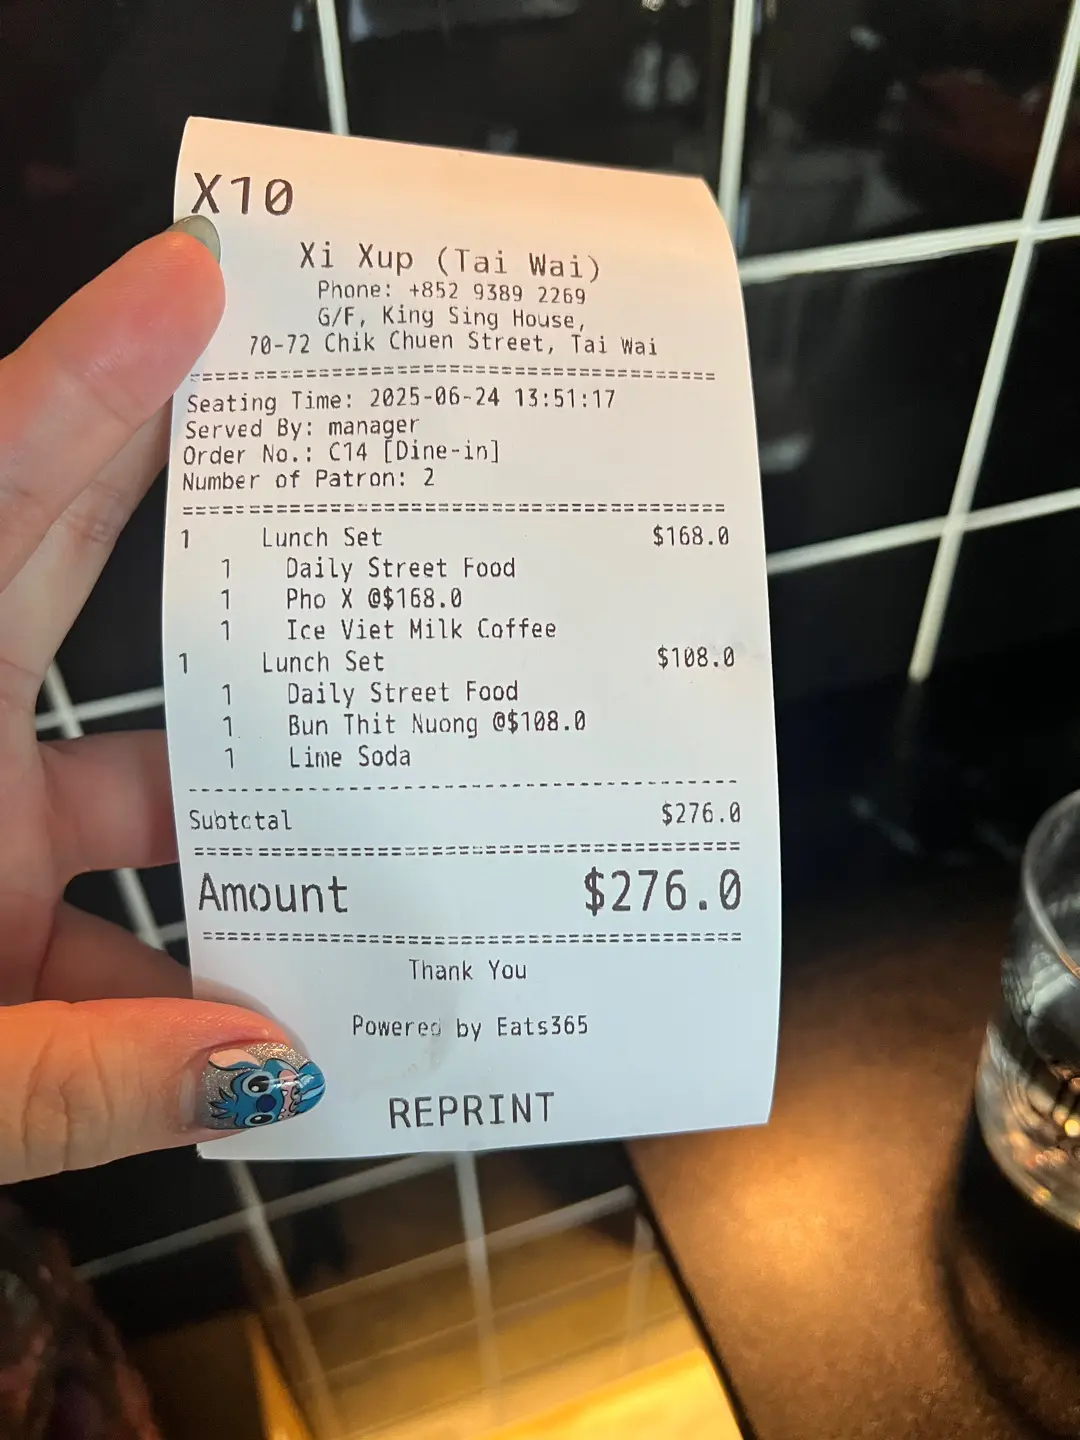 X10
Xi Xup (Tai Wai)
Phone: +852 9389 2269
G/F, King Sing House,
70-72 Chik Chuen Street, Tai Wai
Seating Time: 2025-06-24 13:51:17
Served By: manager
Order No.: C14 [Dine-in]
Number of Patron: 2
1 Lunch Set $168.0
1 Daily Street Food
1 Pho X @$168.0
1 Ice Viet Milk Coffee
1 Lunch Set $108.0
1 Daily Street Food
1 Bun Thit Nuong @$108.0
1 Lime Soda
Subtotal $276.0
Amount $276.0
Thank You
Powered by Eats365
REPRINT